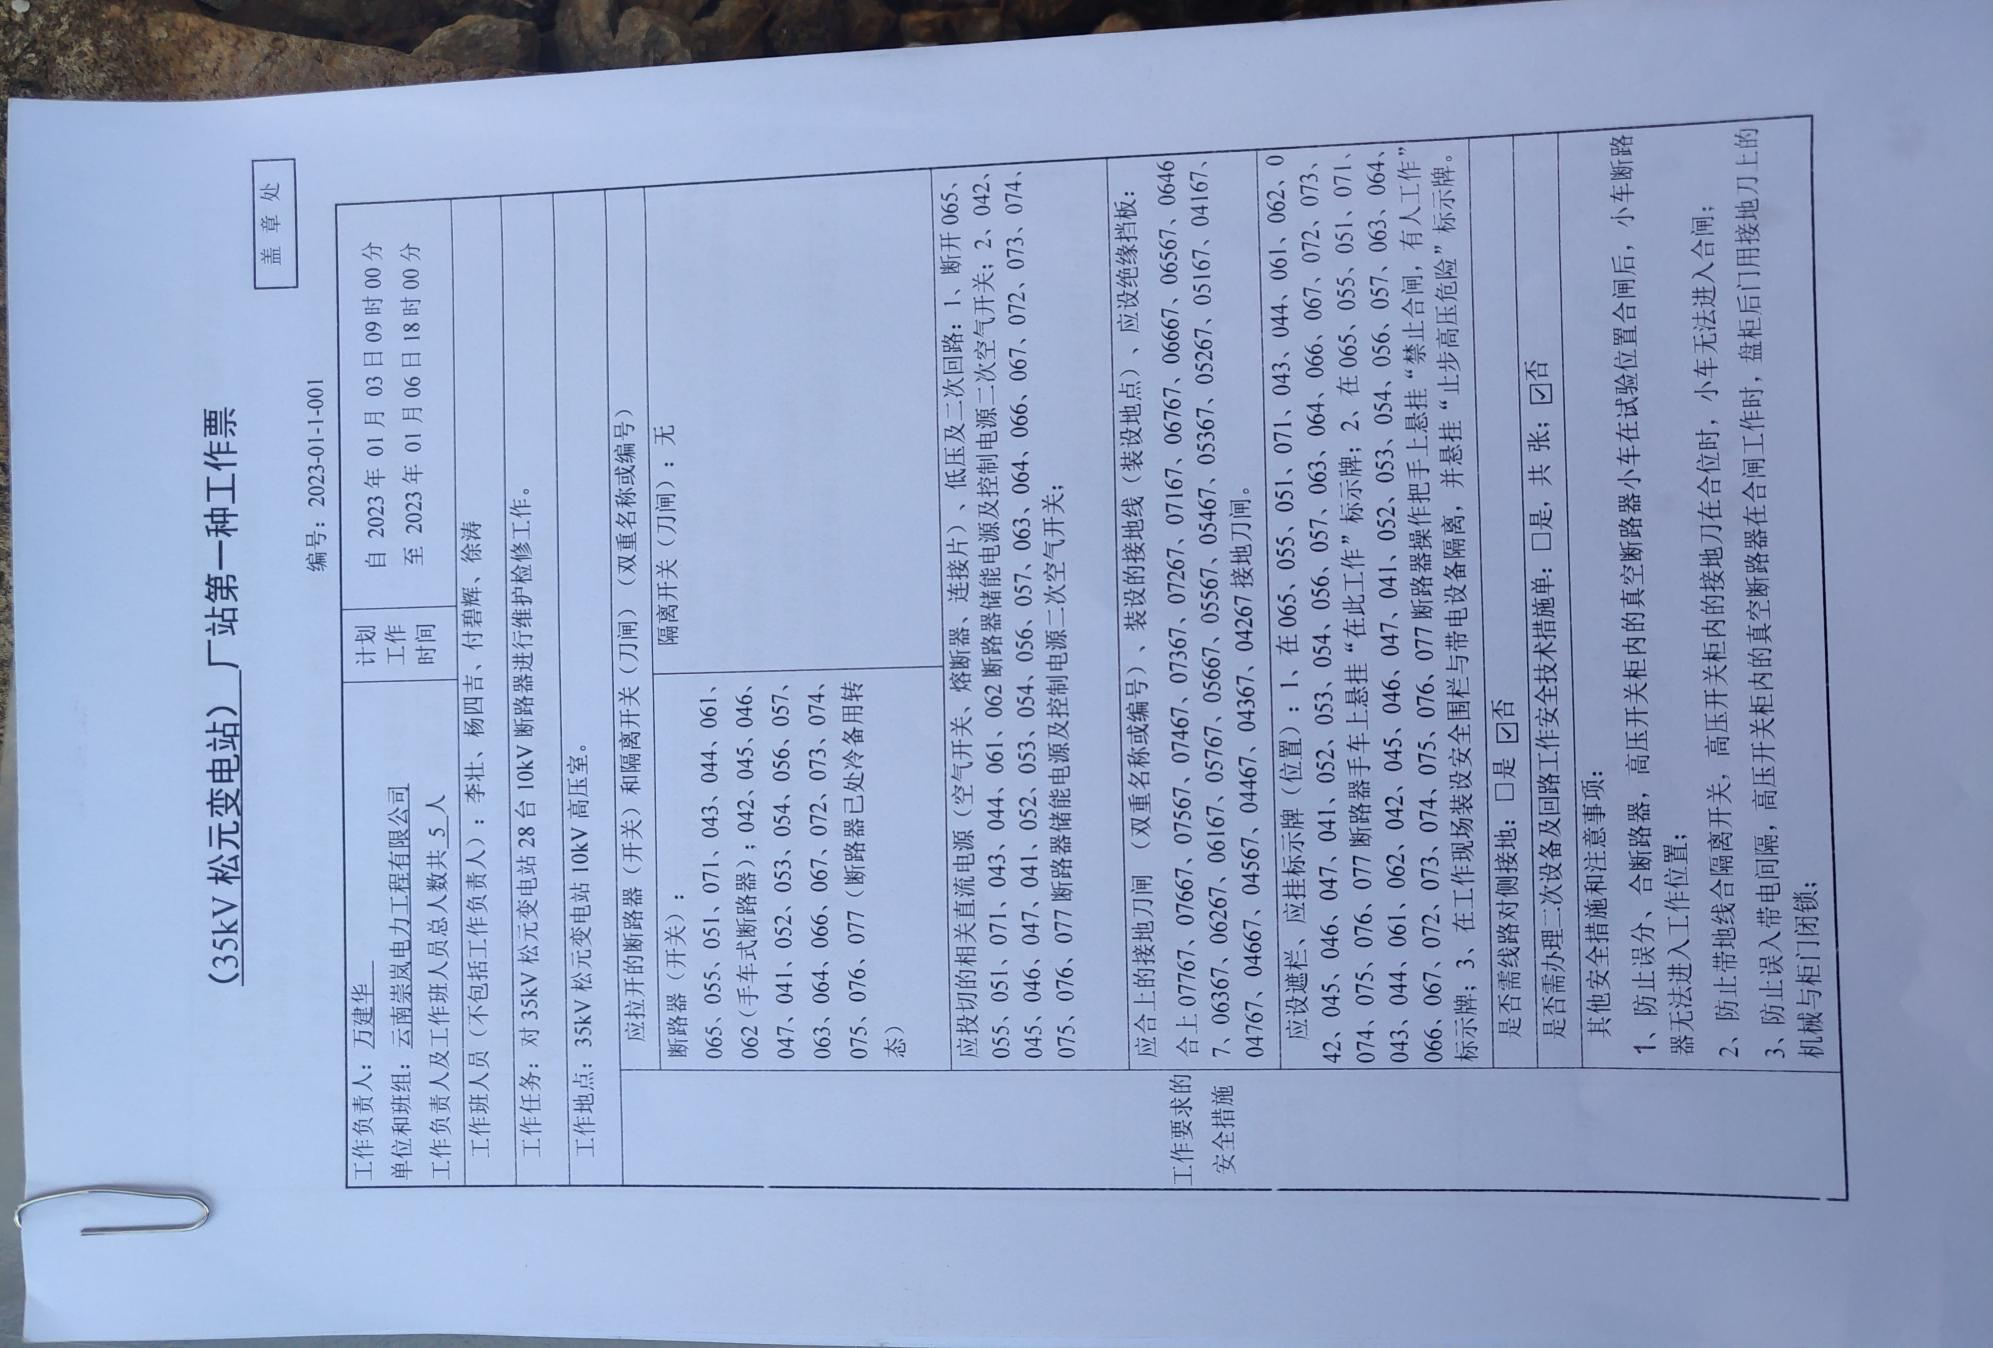 （35kV 松元变电站）厂站第一种工作票
盖 章 处
编号：2023-01-1-001
工作负责人：万建华
单位和班组：云南崇岚电力工程有限公司
工作负责人及工作班人员总人数共 5 人
计划
工作
时间
自 2023 年 01 月 03 日 09 时 00 分
至 2023 年 01 月 06 日 18 时 00 分
工作班人员（不包括工作负责人）：李壮、杨四吉、付碧辉、徐涛
工作任务：对 35kV 松元变电站 28 台 10kV 断路器进行维护检修工作。
工作地点：35kV 松元变电站 10kV 高压室。
工作要求的
安全措施
应拉开的断路器（开关）和隔离开关（刀闸）（双重名称或编号）
断路器（开关）：
065、055、051、071、043、044、061、
062（手车式断路器）；042、045、046、
047、041、052、053、054、056、057、
063、064、066、067、072、073、074、
075、076、077（断路器已处冷备用转
态）
隔离开关（刀闸）：无
应投切的相关直流电源（空气开关、熔断器、连接片）、低压及二次回路：1、断开 065、
055、051、071、043、044、061、062 断路器储能电源及控制电源二次空气开关；2、042、
045、046、047、041、052、053、054、056、057、063、064、066、067、072、073、074、
075、076、077 断路器储能电源及控制电源二次空气开关；
应合上的接地刀闸（双重名称或编号）、装设的接地线（装设地点）、应设绝缘挡板：
合上 07767、07667、07567、07467、07367、07267、07167、06767、06667、06567、0646
7、06367、06267、06167、05767、05667、05567、05467、05367、05267、05167、04167、
04767、04667、04567、04467、04367、04267 接地刀闸。
应设遮栏、应挂标示牌（位置）：1、在 065、055、051、071、043、044、061、062、0
42、045、046、047、041、052、053、054、056、057、063、064、066、067、072、073、
074、075、076、077 断路器手车上悬挂“在此工作”标示牌；2、在 065、055、051、071、
043、044、061、062、042、045、046、047、041、052、053、054、056、057、063、064、
066、067、072、073、074、075、076、077 断路器操作把手上悬挂“禁止合闸，有人工作”
标示牌；3、在工作现场装设安全围栏与带电设备隔离，并悬挂“止步高压危险”标示牌。
是否需线路对侧接地：☐是 ☑否
是否需办理二次设备及回路工作安全技术措施单：☐是，共 张；☑否
其他安全措施和注意事项：
1、防止误分、合断路器，高压开关柜内的真空断路器小车在试验位置合闸后，小车断路
器无法进入工作位置；
2、防止带地线合隔离开关，高压开关柜内的接地刀在合位时，小车无法进入合闸；
3、防止误入带电间隔，高压开关柜内的真空断路器在合闸工作时，盘柜后门用接地刀上的
机械与柜门闭锁；